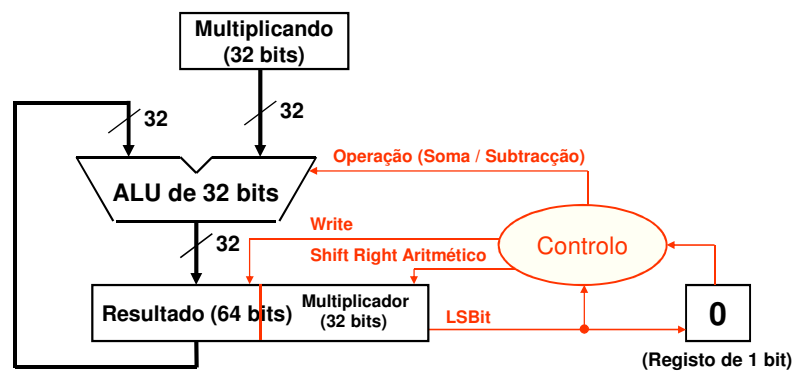 Multiplicando
(32 bits)
32
32
Operação (Soma / Subtracção)
ALU de 32 bits
Write
32
Controlo
Shift Right Aritmético
Resultado (64 bits)
Multiplicador
(32 bits)
LSBit
0
(Registo de 1 bit)